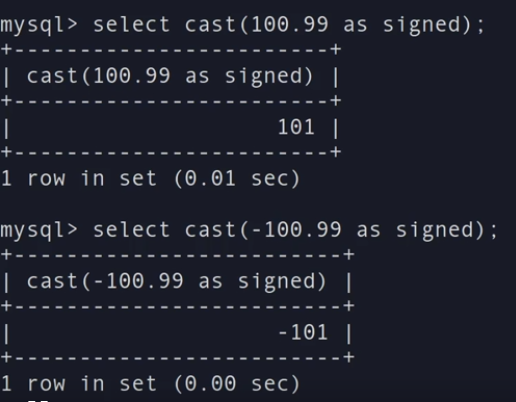 mysql> select cast(100.99 as signed);
+------------------------+
| cast(100.99 as signed) |
+------------------------+
|                    101 |
+------------------------+
1 row in set (0.01 sec)
mysql> select cast(-100.99 as signed);
+-------------------------+
| cast(-100.99 as signed) |
+-------------------------+
|                    -101 |
+-------------------------+
1 row in set (0.00 sec)